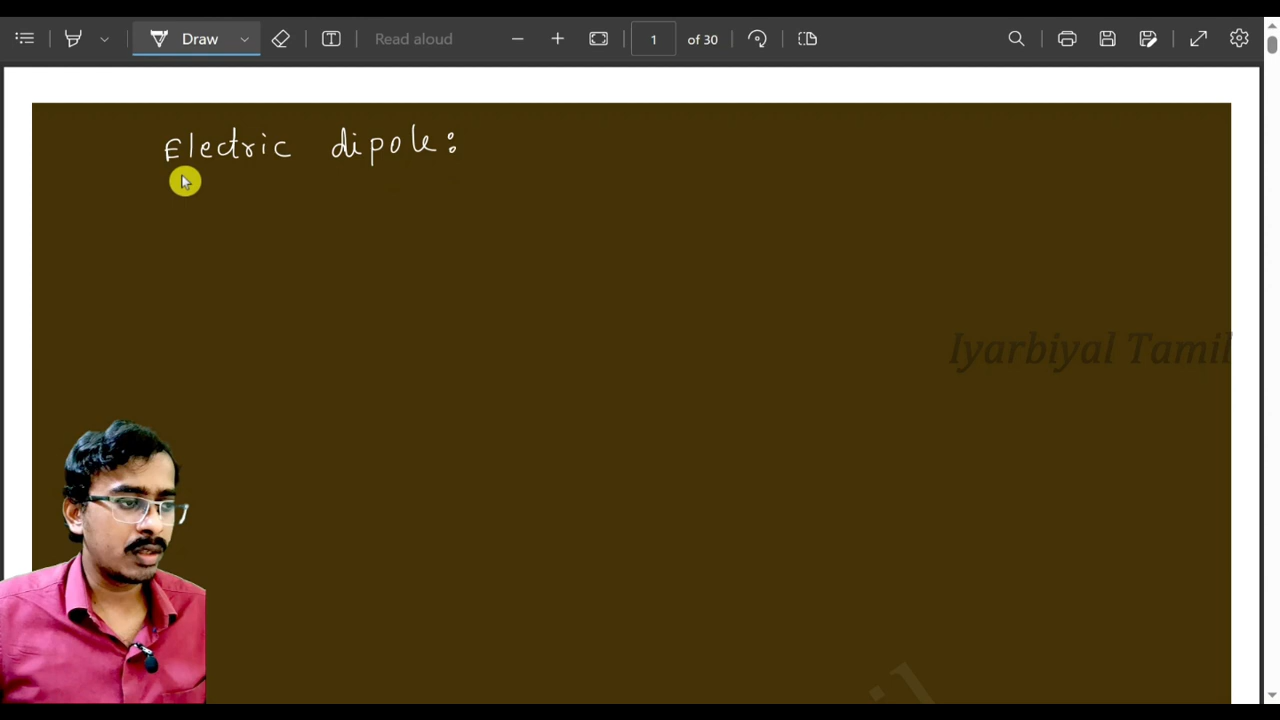 Draw
Read aloud
1
of 30
Electric dipole:
Iyarbiyal Tamil